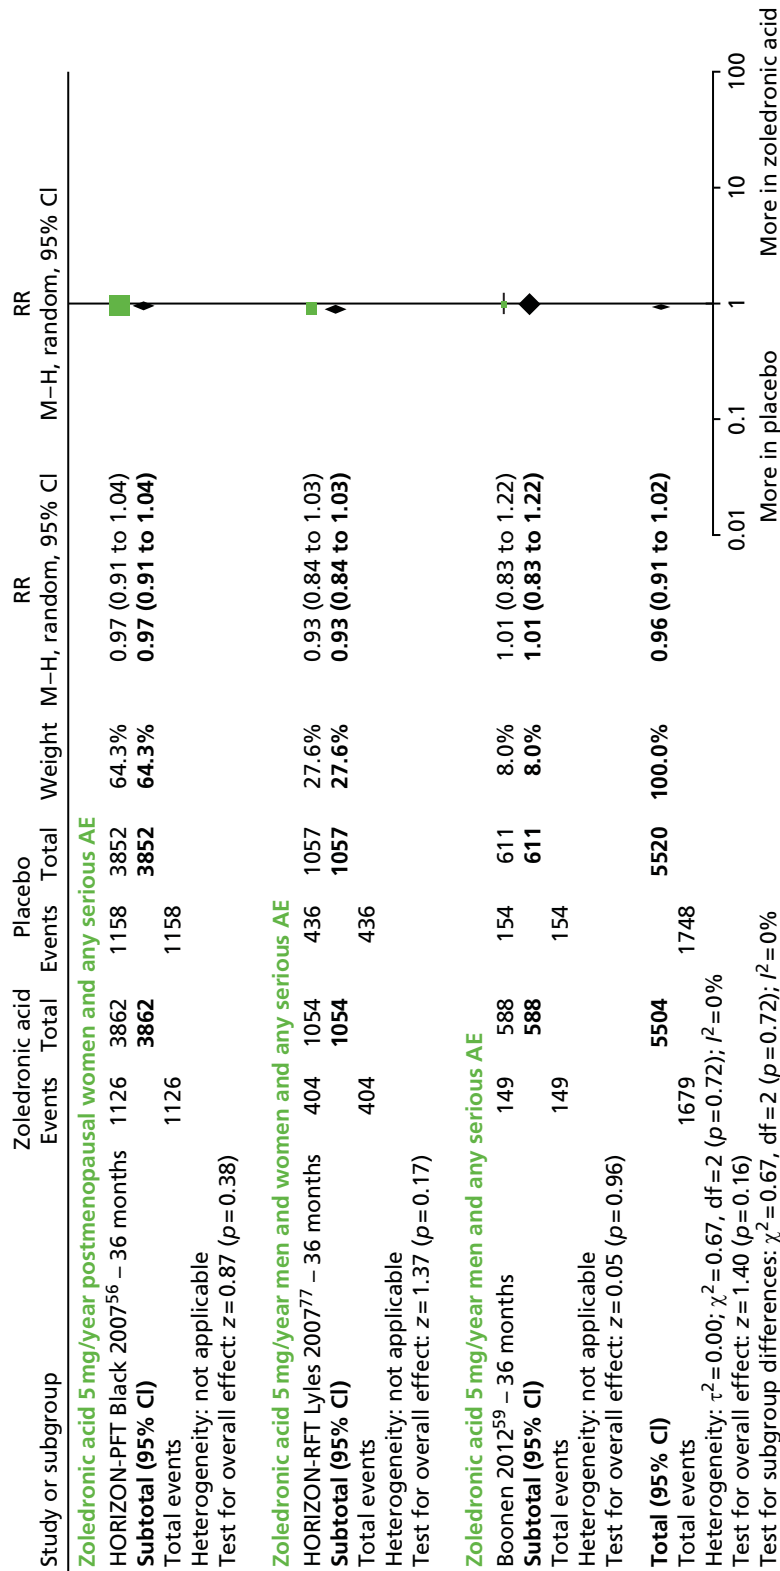 Zoledronic acid Placebo RR RR
Study or subgroup Events Total Events Total Weight M–H, random, 95% CI M–H, random, 95% CI
Zoledronic acid 5 mg/year postmenopausal women and any serious AE
HORIZON-PFT Black 2007⁵⁶ – 36 months 1126 3862 1158 3852 64.3% 0.97 (0.91 to 1.04)
Subtotal (95% CI) 3862 3852 64.3% 0.97 (0.91 to 1.04)
Total events 1126 1158
Heterogeneity: not applicable
Test for overall effect: z = 0.87 (p = 0.38)
Zoledronic acid 5 mg/year men and women and any serious AE
HORIZON-RFT Lyles 2007⁷⁷ – 36 months 404 1054 436 1057 27.6% 0.93 (0.84 to 1.03)
Subtotal (95% CI) 1054 1057 27.6% 0.93 (0.84 to 1.03)
Total events 404 436
Heterogeneity: not applicable
Test for overall effect: z = 1.37 (p = 0.17)
Zoledronic acid 5 mg/year men and any serious AE
Boonen 2012⁵⁹ – 36 months 149 588 154 611 8.0% 1.01 (0.83 to 1.22)
Subtotal (95% CI) 588 611 8.0% 1.01 (0.83 to 1.22)
Total events 149 154
Heterogeneity: not applicable
Test for overall effect: z = 0.05 (p = 0.96)
Total (95% CI) 5504 5520 100.0% 0.96 (0.91 to 1.02)
Total events 1679 1748
Heterogeneity: τ² = 0.00; χ² = 0.67, df = 2 (p = 0.72); I² = 0%
Test for overall effect: z = 1.40 (p = 0.16)
Test for subgroup differences: χ² = 0.67, df = 2 (p = 0.72); I² = 0%
0.01 0.1 1 10 100
More in placebo More in zoledronic acid